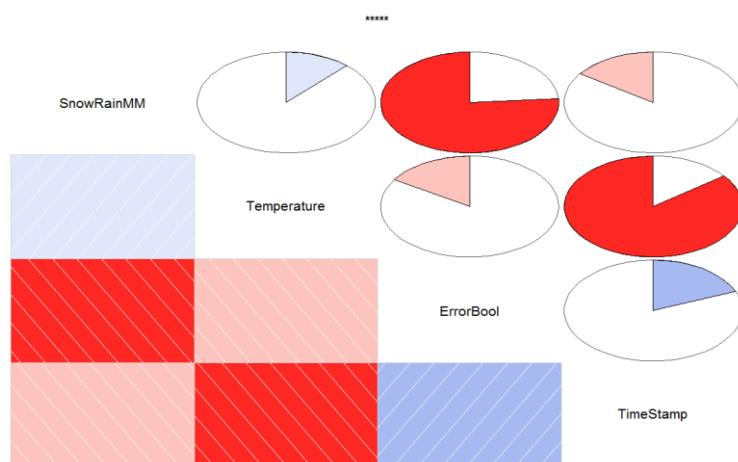 *****
SnowRainMM
Temperature
ErrorBool
TimeStamp